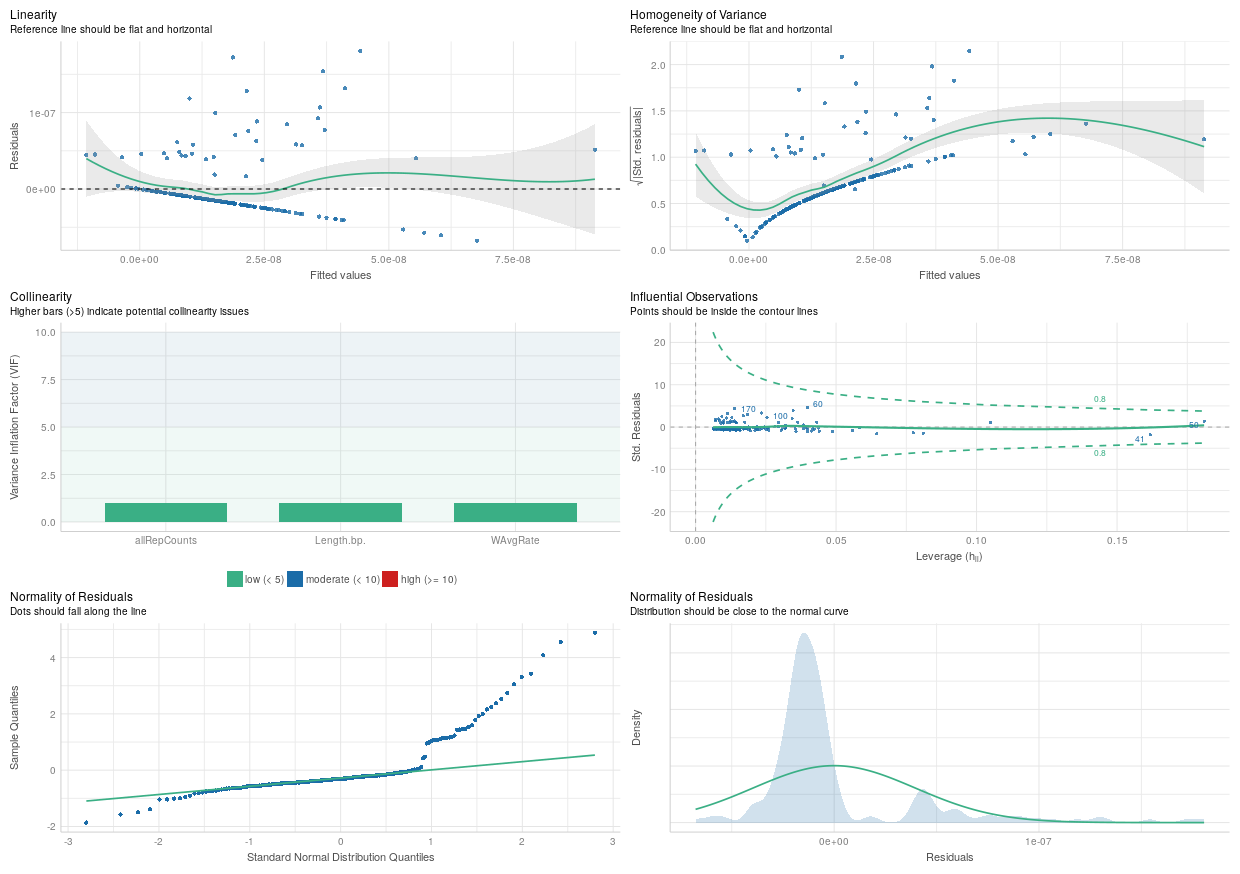 Linearity
Reference line should be flat and horizontal
Residuals
1e-07
0e+00
0.0e+00
2.5e-08
5.0e-08
7.5e-08
Fitted values
Homogeneity of Variance
Reference line should be flat and horizontal
√|Std. residuals|
2.0
1.5
1.0
0.5
0.0
0.0e+00
2.5e-08
5.0e-08
7.5e-08
Fitted values
Collinearity
Higher bars (>5) indicate potential collinearity issues
Variance Inflation Factor (VIF)
10.0
7.5
5.0
2.5
0.0
allRepCounts
Length.bp.
WAvgRate
low (< 5)
moderate (< 10)
high (>= 10)
Influential Observations
Points should be inside the contour lines
Std. Residuals
20
10
0
-10
-20
0.8
170
60
100
59
41
0.8
0.00
0.05
0.10
0.15
Leverage (hii)
Normality of Residuals
Dots should fall along the line
Sample Quantiles
4
2
0
-2
-3
-2
-1
0
1
2
3
Standard Normal Distribution Quantiles
Normality of Residuals
Distribution should be close to the normal curve
Density
0e+00
1e-07
Residuals